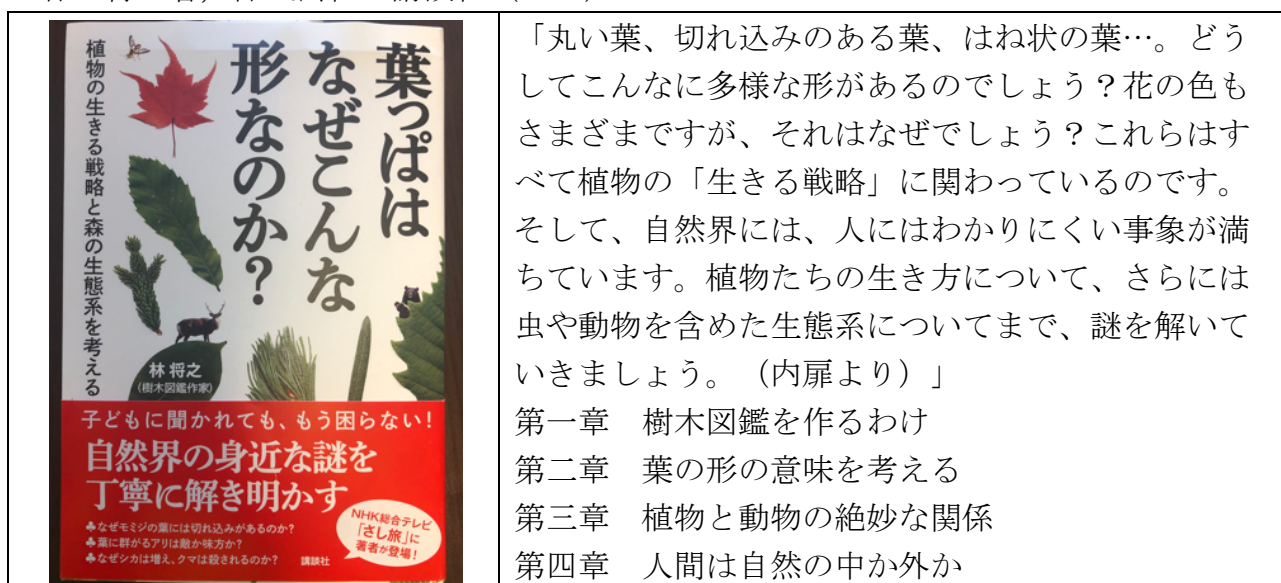 葉っぱは
なぜこんな
形なのか?
植物の生きる戦略と森の生態系を考える
林 将之
(樹木図鑑作家)
子どもに聞かれても、もう困らない!
自然界の身近な謎を
丁寧に解き明かす
♣なぜモミジの葉には切れ込みがあるのか?
♣葉に群がるアリは敵か味方か?
♣なぜシカは増え、クマは殺されるのか?
講談社
NHK総合テレビ
「さし旅」に
著者が登場!
「丸い葉、切れ込みのある葉、はね状の葉…。どう
してこんなに多様な形があるのでしょう?花の色も
さまざまですが、それはなぜでしょう?これらはす
べて植物の「生きる戦略」に関わっているのです。
そして、自然界には、人にはわかりにくい事象が満
ちています。植物たちの生き方について、さらには
虫や動物を含めた生態系についてまで、謎を解いて
いきましょう。(内扉より)」
第一章 樹木図鑑を作るわけ
第二章 葉の形の意味を考える
第三章 植物と動物の絶妙な関係
第四章 人間は自然の中か外か